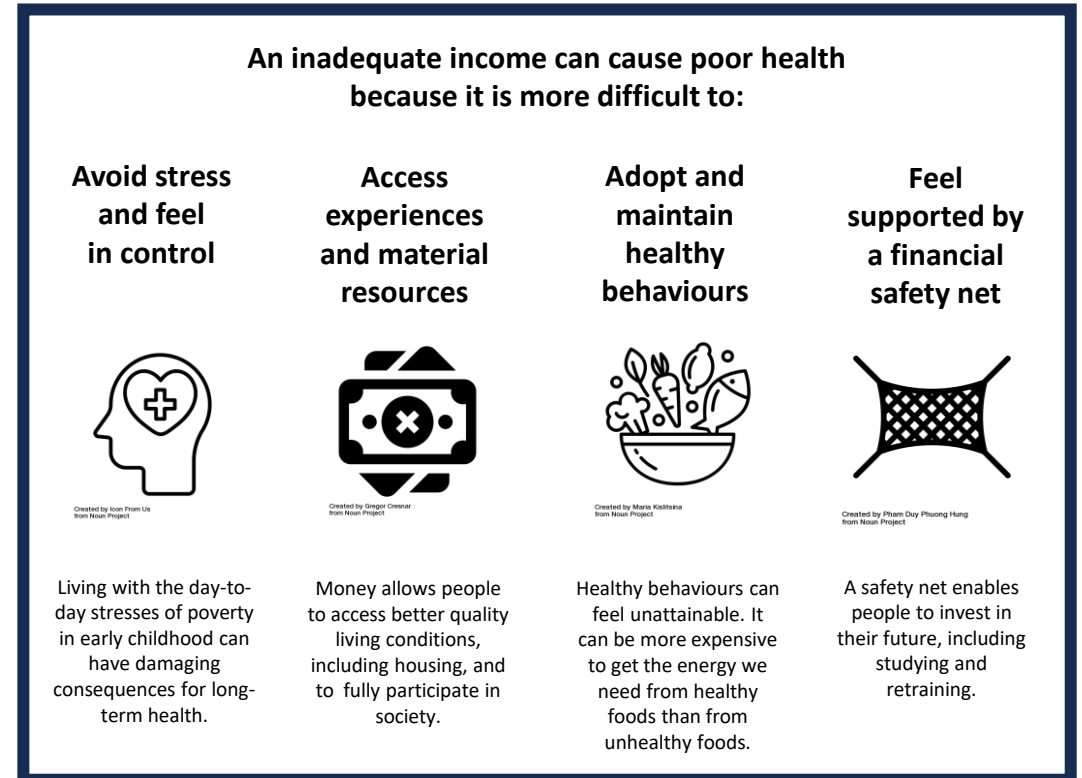 An inadequate income can cause poor health
because it is more difficult to:
Avoid stress
and feel
in control
Created by Icon From Us
from Noun Project
Living with the day-to-
day stresses of poverty
in early childhood can
have damaging
consequences for long-
term health.
Access
experiences
and material
resources
Created by Gregor Cresnar
from Noun Project
Money allows people
to access better quality
living conditions,
including housing, and
to fully participate in
society.
Adopt and
maintain
healthy
behaviours
Created by Maria Kislitsina
from Noun Project
Healthy behaviours can
feel unattainable. It
can be more expensive
to get the energy we
need from healthy
foods than from
unhealthy foods.
Feel
supported by
a financial
safety net
Created by Pham Duy Phuong Hung
from Noun Project
A safety net enables
people to invest in
their future, including
studying and
retraining.